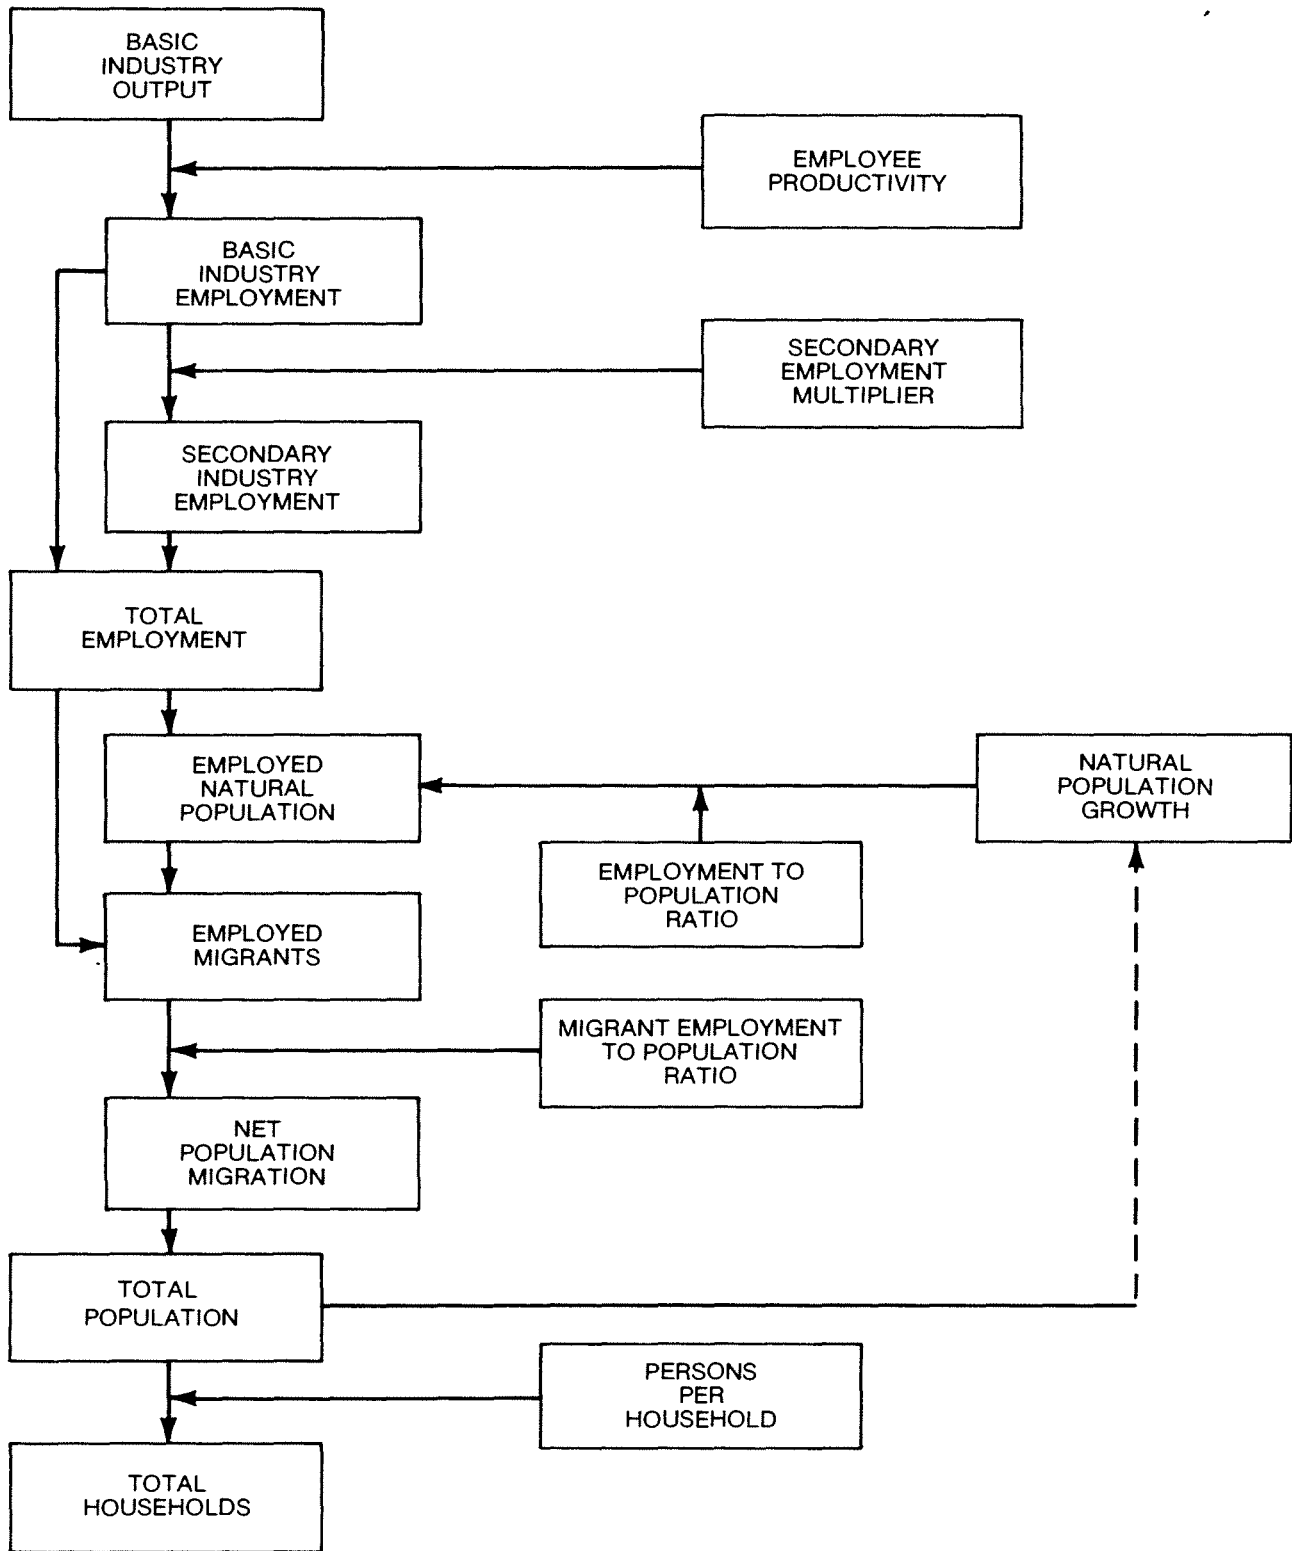 BASIC
INDUSTRY
OUTPUT
EMPLOYEE
PRODUCTIVITY
BASIC
INDUSTRY
EMPLOYMENT
SECONDARY
EMPLOYMENT
MULTIPLIER
SECONDARY
INDUSTRY
EMPLOYMENT
TOTAL
EMPLOYMENT
EMPLOYED
NATURAL
POPULATION
NATURAL
POPULATION
GROWTH
EMPLOYMENT TO
POPULATION
RATIO
EMPLOYED
MIGRANTS
MIGRANT EMPLOYMENT
TO POPULATION
RATIO
NET
POPULATION
MIGRATION
TOTAL
POPULATION
PERSONS
PER
HOUSEHOLD
TOTAL
HOUSEHOLDS